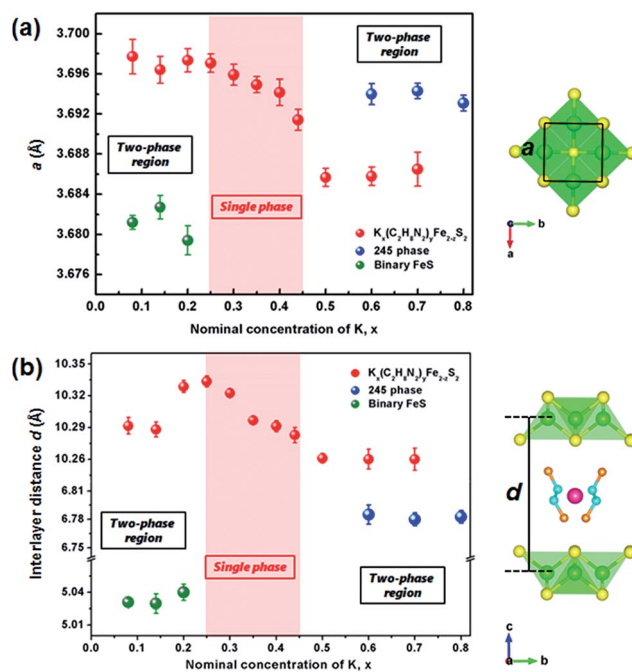 (a)
3.700
3.696
3.692
3.688
3.684
3.680
3.676
a (Å)
Two-phase
region
Single phase
Two-phase
region
Kₓ(C₂H₈N₂)ᵧFe₂₋zS₂
245 phase
Binary FeS
0.0 0.1 0.2 0.3 0.4 0.5 0.6 0.7 0.8
Nominal concentration of K, x
a
c b
a
(b)
10.35
10.32
10.29
10.26
6.81
6.78
6.75
5.04
5.01
Interlayer distance d (Å)
Kₓ(C₂H₈N₂)ᵧFe₂₋zS₂
245 phase
Binary FeS
Two-phase
region
Single phase
Two-phase
region
0.0 0.1 0.2 0.3 0.4 0.5 0.6 0.7 0.8
Nominal concentration of K, x
d
c
a b